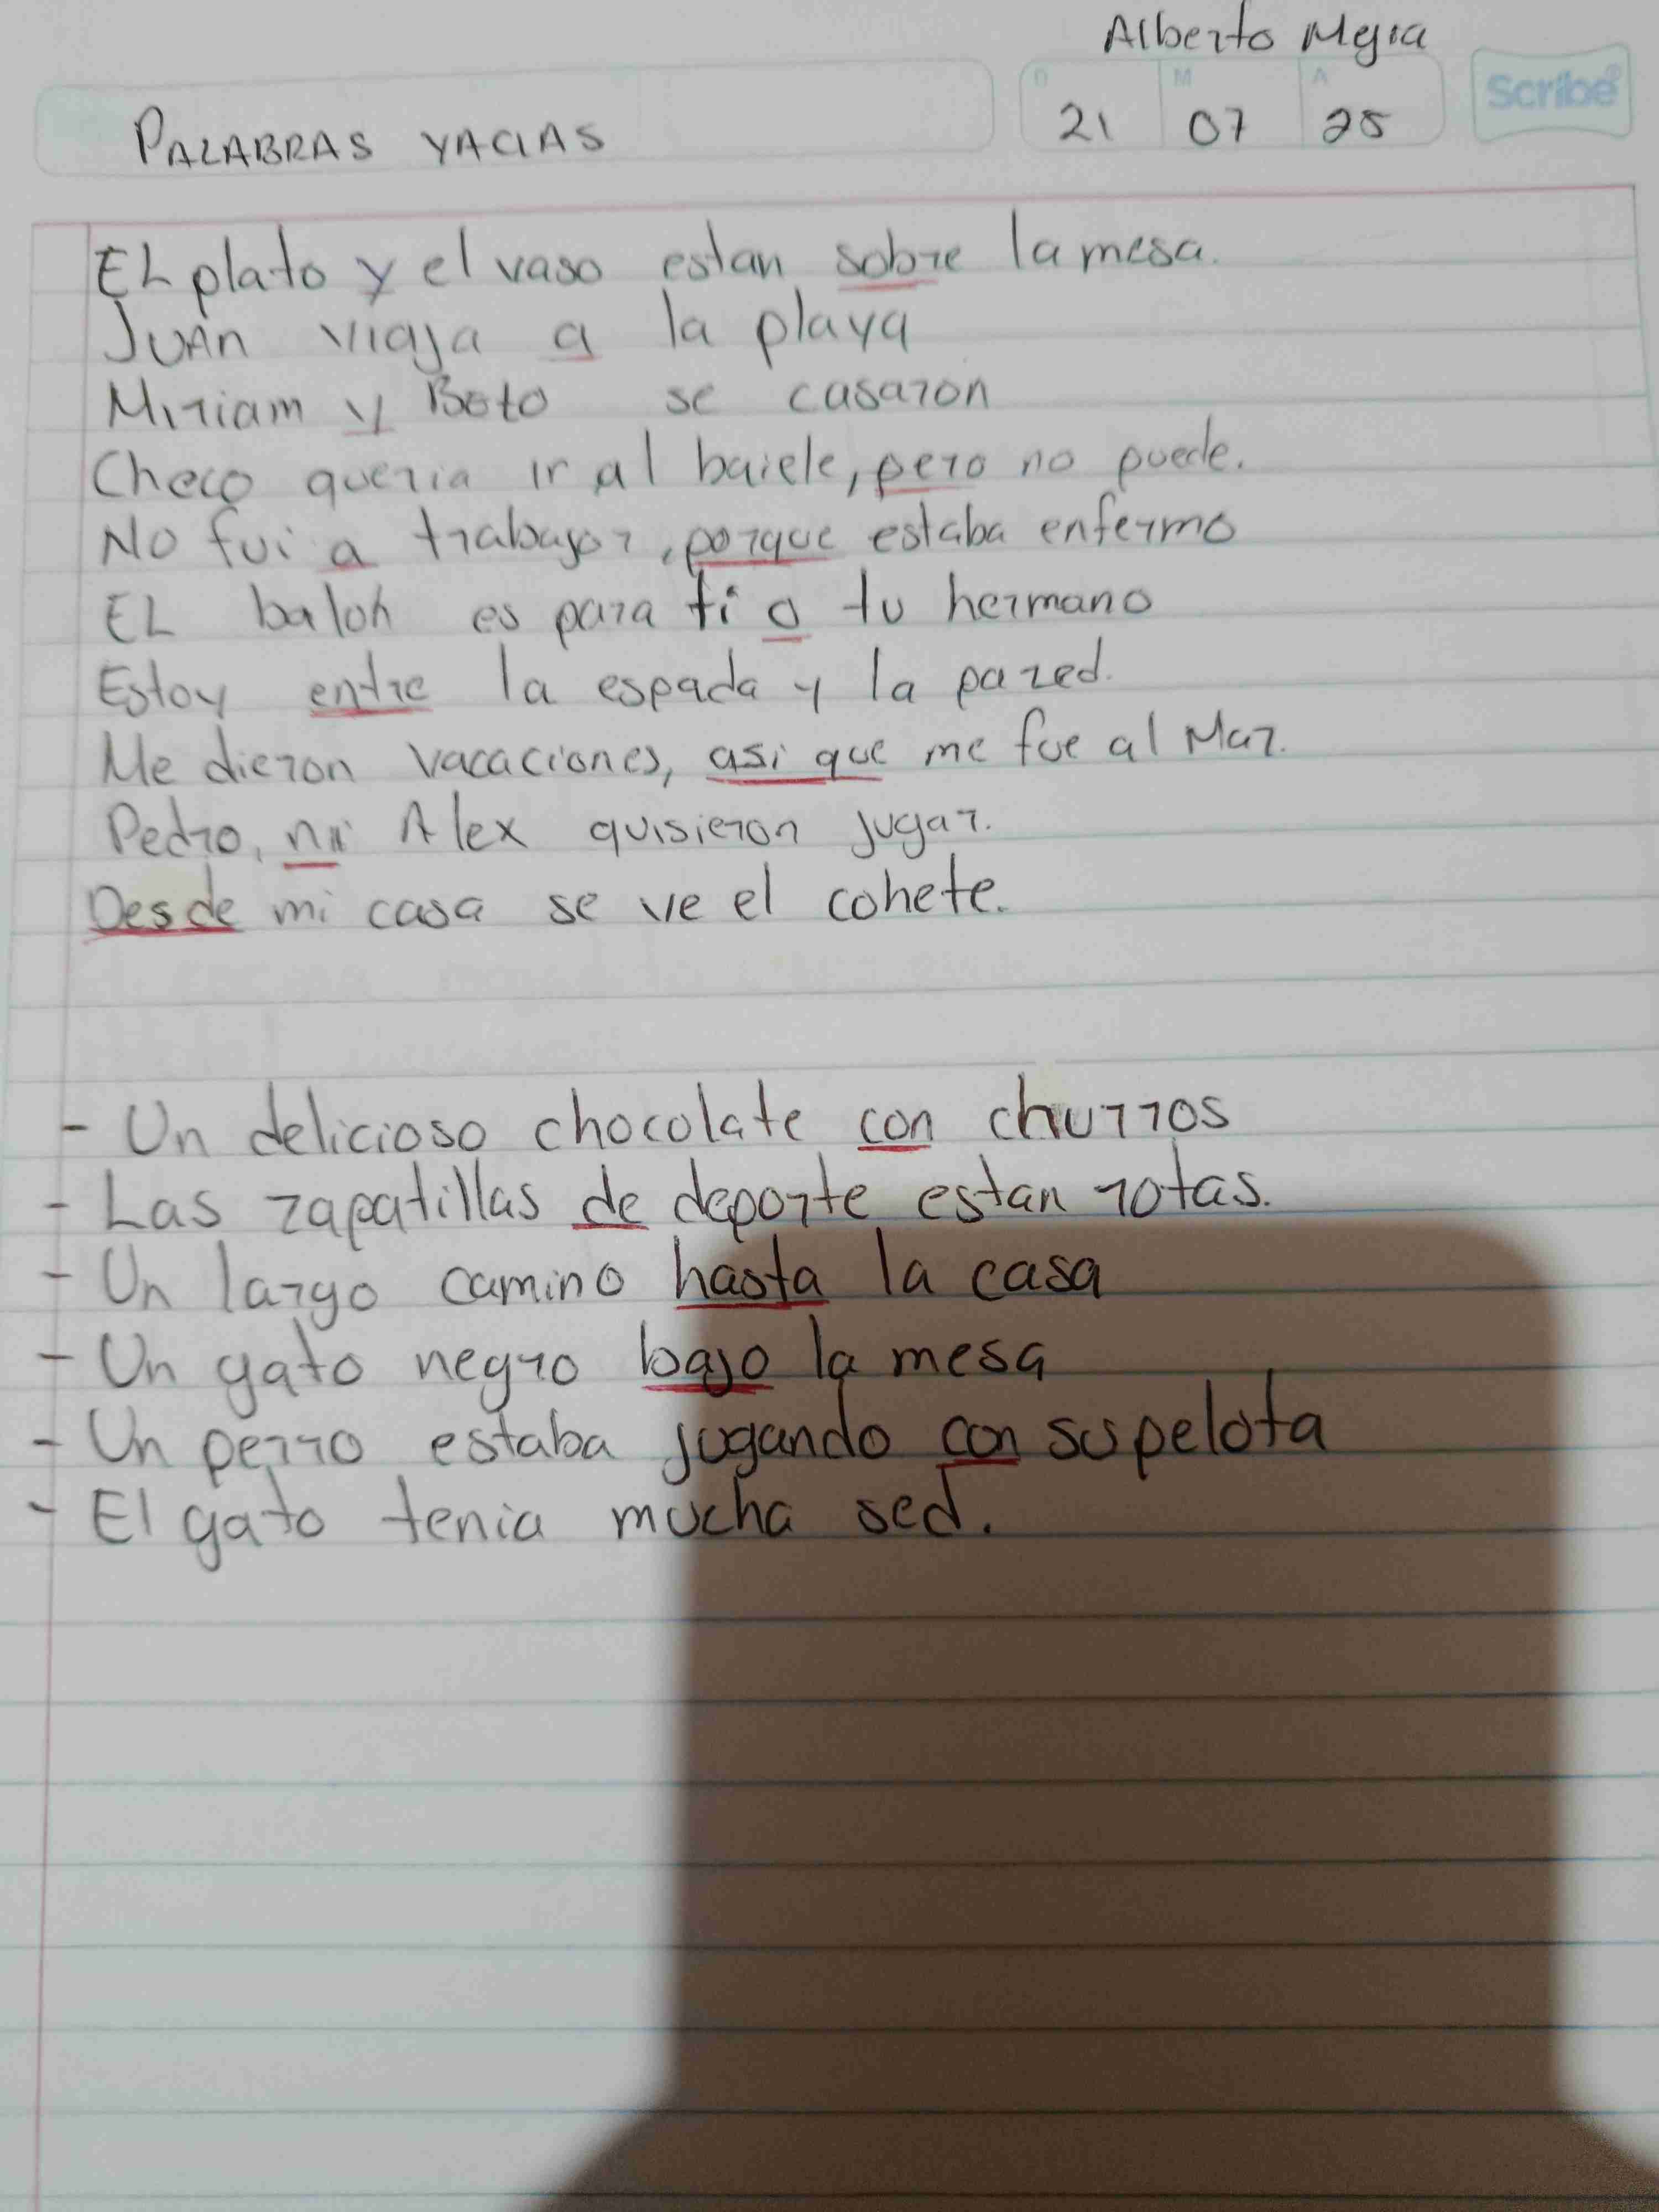 Alberto Mejia
D M A
Scribe
21 07 25
PALABRAS VACIAS
EL plato y el vaso estan sobre la mesa.
Juan viaja a la playa
Miriam y Beto se casaron
Checo queria ir al baiele, pero no puede.
No fui a trabajar, porque estaba enfermo
EL balon es para ti o tu hermano
Estoy entre la espada y la pared.
Me dieron vacaciones, asi que me fue al Mar.
Pedro, ni Alex quisieron jugar.
Desde mi casa se ve el cohete.
- Un delicioso chocolate con churros
- Las zapatillas de deporte estan rotas.
- Un largo camino hasta la casa
- Un gato negro bajo la mesa
- Un perro estaba jugando con su pelota
- El gato tenia mucha sed.